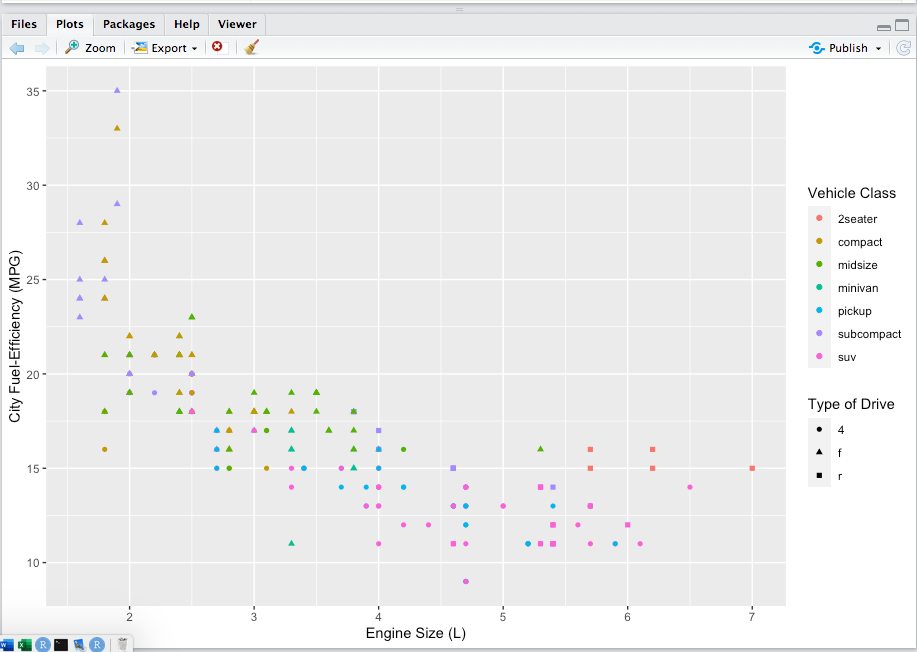 Files Plots Packages Help Viewer
Zoom Export Publish
35
30
25
20
15
10
City Fuel-Efficiency (MPG)
2 3 4 5 6 7
Engine Size (L)
Vehicle Class
2seater
compact
midsize
minivan
pickup
subcompact
suv
Type of Drive
4
f
r
W X R R